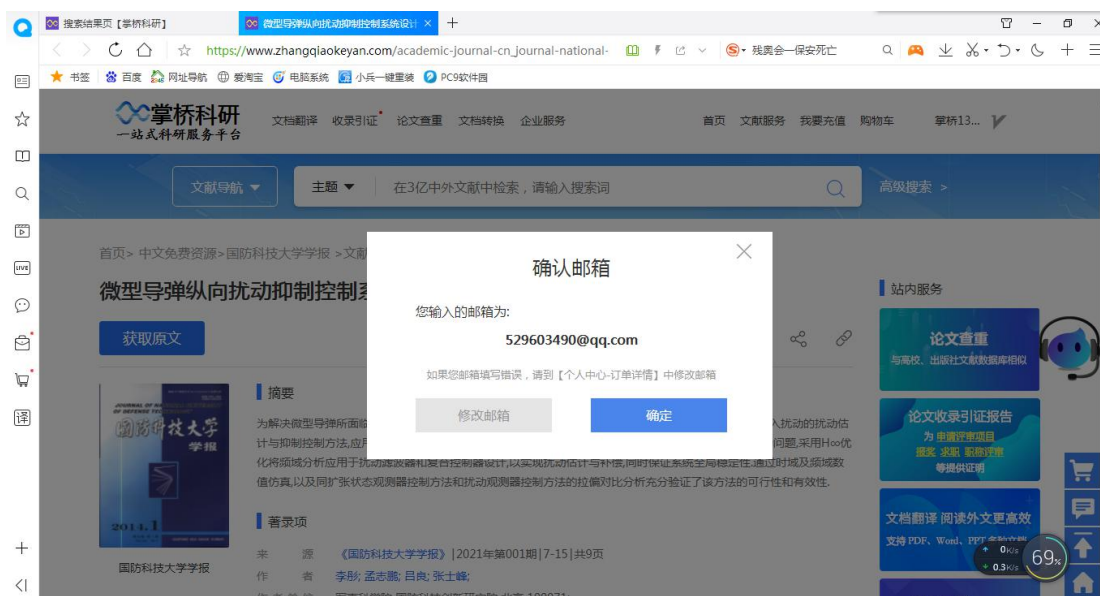 搜索结果页【掌桥科研】
微型导弹纵向扰动抑制控制系统设计
https://www.zhangqiaokeyan.com/academic-journal-cn_journal-national-
残奥会—保安死亡
书签 百度 网址导航 爱淘宝 电脑系统 小兵一键重装 PC9软件园
掌桥科研
一站式科研服务平台
文档翻译 收录引证 论文查重 文档转换 企业服务 首页 文献服务 我要充值 购物车 掌桥13...
文献导航 主题 在3亿中外文献中检索，请输入搜索词 高级搜索 >
首页> 中文免费资源>国防科技大学学报 >文献
微型导弹纵向扰动抑制控制系
获取原文
确认邮箱
您输入的邮箱为:
529603490@qq.com
如果您邮箱填写错误，请到【个人中心-订单详情】中修改邮箱
修改邮箱 确定
站内服务
论文查重
与高校、出版社文献数据库相似
论文收录引证报告
为 申请评审项目
报奖 求职 职称评审
等提供证明
文档翻译 阅读外文更高效
支持 PDF、Word、PPT
0K/s
0.3K/s
69%
LIVE
译
国防科技大学
学报
2014.1
国防科技大学学报
摘要
为解决微型导弹所面临
入扰动的扰动估
计与抑制控制方法,应用
问题,采用H∞优
化将频域分析应用于扰动滤波器和复合控制器设计,以实现扰动估计与补偿,同时保证系统全局稳定性.通过时域及频域数
值仿真,以及同扩张状态观测器控制方法和扰动观测器控制方法的拉偏对比分析充分验证了该方法的可行性和有效性.
著录项
来 源 《国防科技大学学报》|2021年第001期|7-15|共9页
作 者 李彤; 孟志鹏; 吕良; 张士峰;